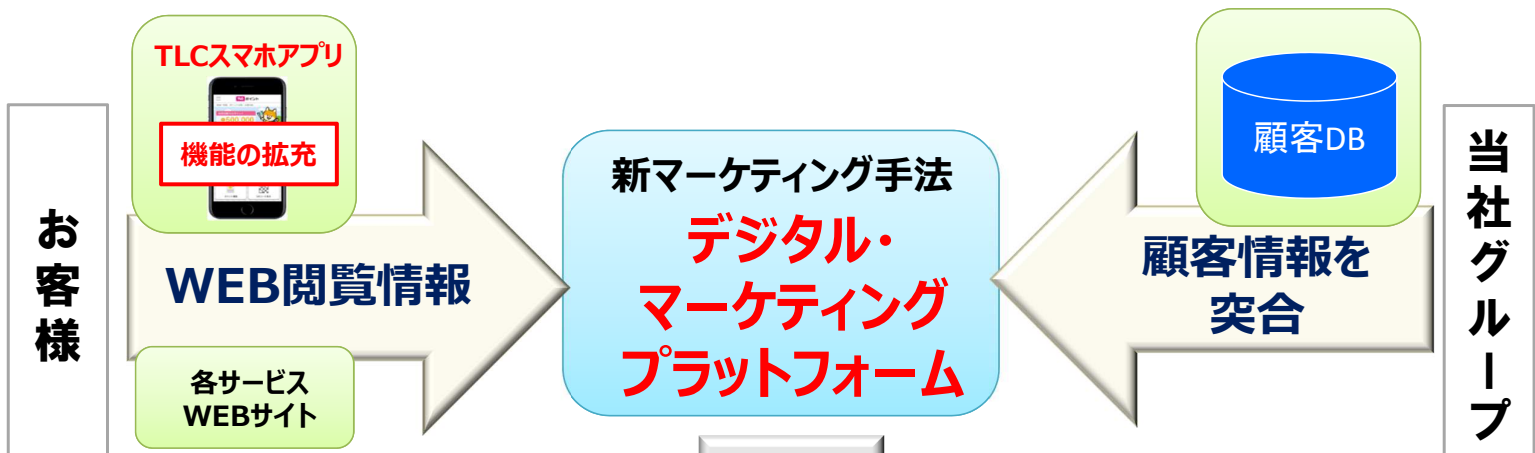 お客様
TLCスマホアプリ
機能の拡充
WEB閲覧情報
各サービス
WEBサイト
新マーケティング手法
デジタル・
マーケティング
プラットフォーム
顧客DB
顧客情報を
突合
当社グループ